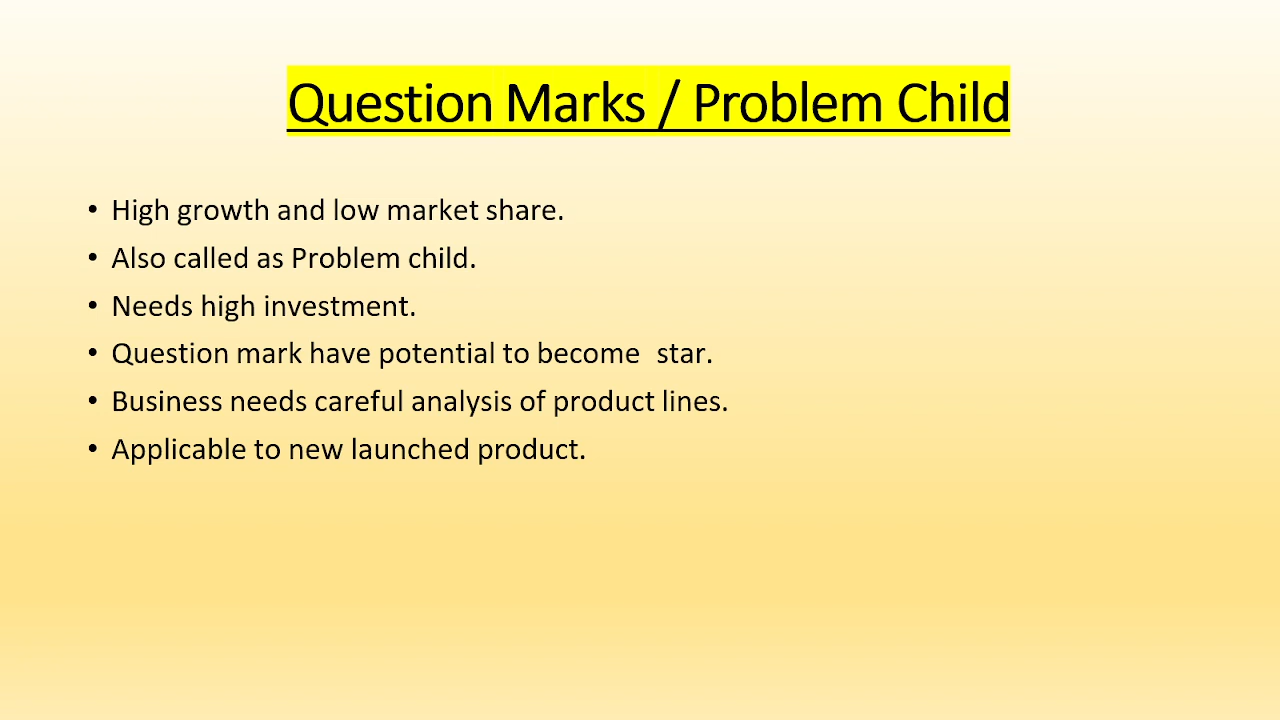 Question Marks / Problem Child
• High growth and low market share.
• Also called as Problem child.
• Needs high investment.
• Question mark have potential to become  star.
• Business needs careful analysis of product lines.
• Applicable to new launched product.